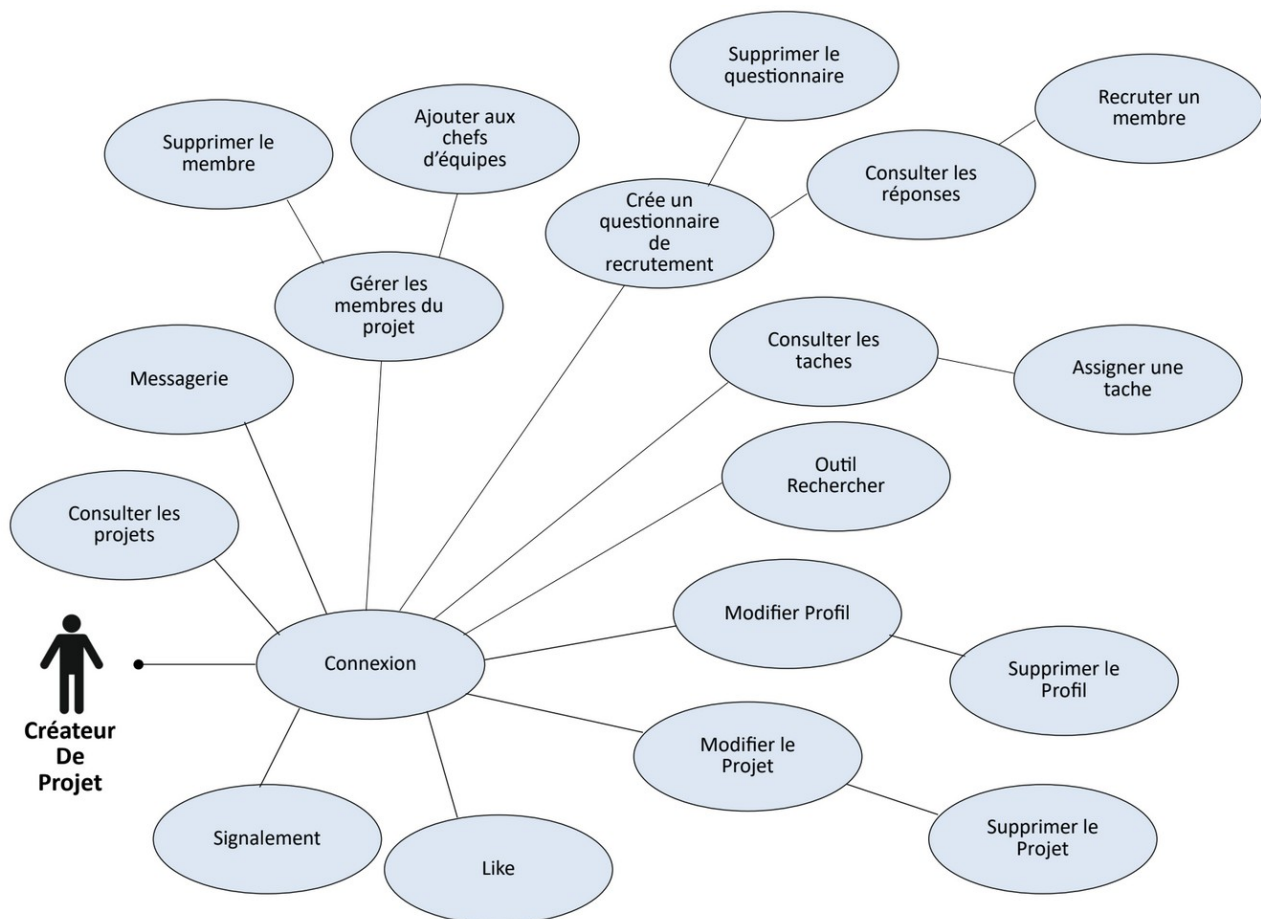 Supprimer le
questionnaire
Recruter un
membre
Ajouter aux
chefs
d’équipes
Supprimer le
membre
Consulter les
réponses
Crée un
questionnaire
de
recrutement
Gérer les
membres du
projet
Consulter les
taches
Assigner une
tache
Messagerie
Outil
Rechercher
Consulter les
projets
Modifier Profil
Connexion
Supprimer le
Profil
Créateur
De
Projet
Modifier le
Projet
Signalement
Supprimer le
Projet
Like